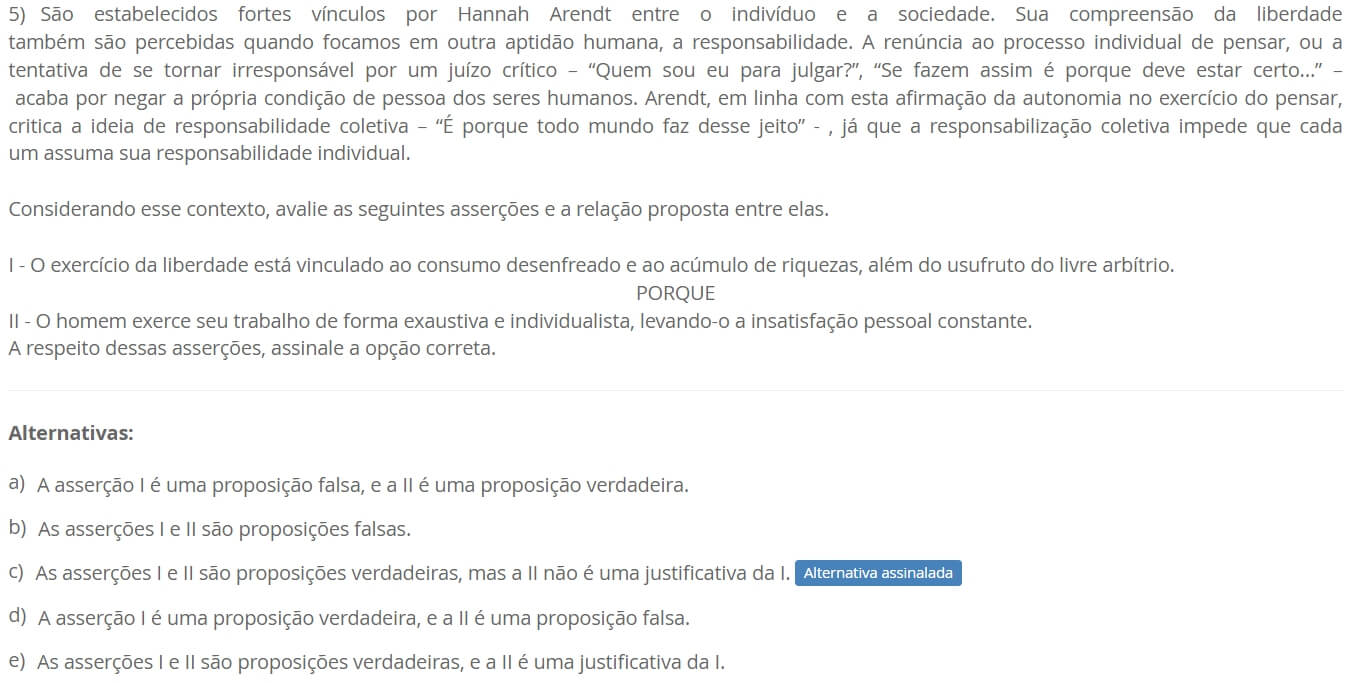 5) São estabelecidos fortes vínculos por Hannah Arendt entre o indivíduo e a sociedade. Sua compreensão da liberdade
também são percebidas quando focamos em outra aptidão humana, a responsabilidade. A renúncia ao processo individual de pensar, ou a
tentativa de se tornar irresponsável por um juízo crítico – “Quem sou eu para julgar?”, “Se fazem assim é porque deve estar certo...” –
acaba por negar a própria condição de pessoa dos seres humanos. Arendt, em linha com esta afirmação da autonomia no exercício do pensar,
critica a ideia de responsabilidade coletiva – “É porque todo mundo faz desse jeito” - , já que a responsabilização coletiva impede que cada
um assuma sua responsabilidade individual.
Considerando esse contexto, avalie as seguintes asserções e a relação proposta entre elas.
I - O exercício da liberdade está vinculado ao consumo desenfreado e ao acúmulo de riquezas, além do usufruto do livre arbítrio.
PORQUE
II - O homem exerce seu trabalho de forma exaustiva e individualista, levando-o a insatisfação pessoal constante.
A respeito dessas asserções, assinale a opção correta.
Alternativas:
a) A asserção I é uma proposição falsa, e a II é uma proposição verdadeira.
b) As asserções I e II são proposições falsas.
c) As asserções I e II são proposições verdadeiras, mas a II não é uma justificativa da I. Alternativa assinalada
d) A asserção I é uma proposição verdadeira, e a II é uma proposição falsa.
e) As asserções I e II são proposições verdadeiras, e a II é uma justificativa da I.